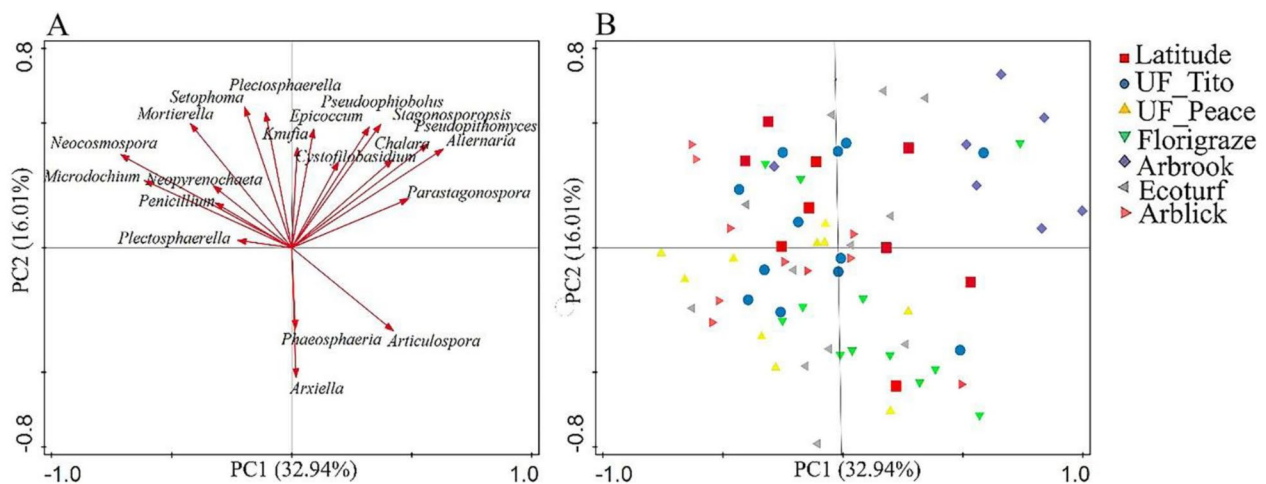 A
B
0.8
Plectosphaerella
Setophoma
Pseudoophiobolus
Mortierella
Epicoccum
Stagonosporopsis
Pseudopithomyces
Knufia
Chalara
Allernaria
Neocosmospora
Cystofilobasidium
Microdochium
Neopyrenochaeta
Penicillium
Parastagonospora
Plectosphaerella
PC2 (16.01%)
Phaeosphaeria
Articulospora
Arxiella
-0.8
-1.0
PC1 (32.94%)
1.0
0.8
PC2 (16.01%)
-0.8
-1.0
PC1 (32.94%)
1.0
Latitude
UF_Tito
UF_Peace
Florigraze
Arbrook
Ecoturf
Arblick